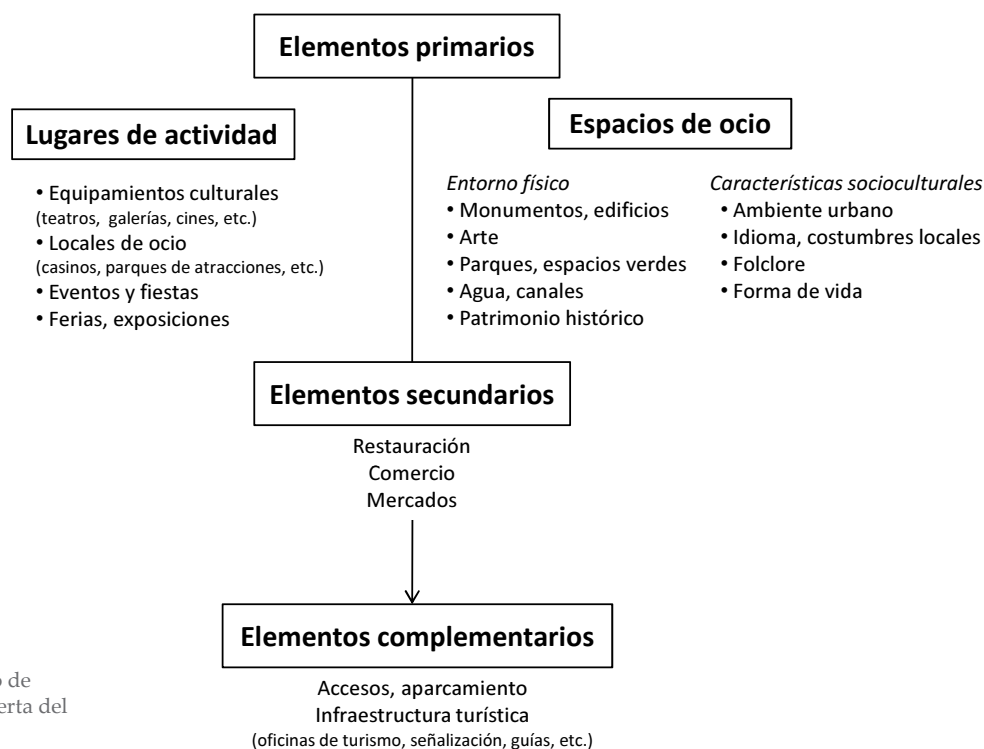 Elementos primarios
Lugares de actividad
• Equipamientos culturales
(teatros, galerías, cines, etc.)
• Locales de ocio
(casinos, parques de atracciones, etc.)
• Eventos y fiestas
• Ferias, exposiciones
Espacios de ocio
Entorno físico
• Monumentos, edificios
• Arte
• Parques, espacios verdes
• Agua, canales
• Patrimonio histórico
Características socioculturales
• Ambiente urbano
• Idioma, costumbres locales
• Folclore
• Forma de vida
Elementos secundarios
Restauración
Comercio
Mercados
Elementos complementarios
Accesos, aparcamiento
Infraestructura turística
(oficinas de turismo, señalización, guías, etc.)
de
del